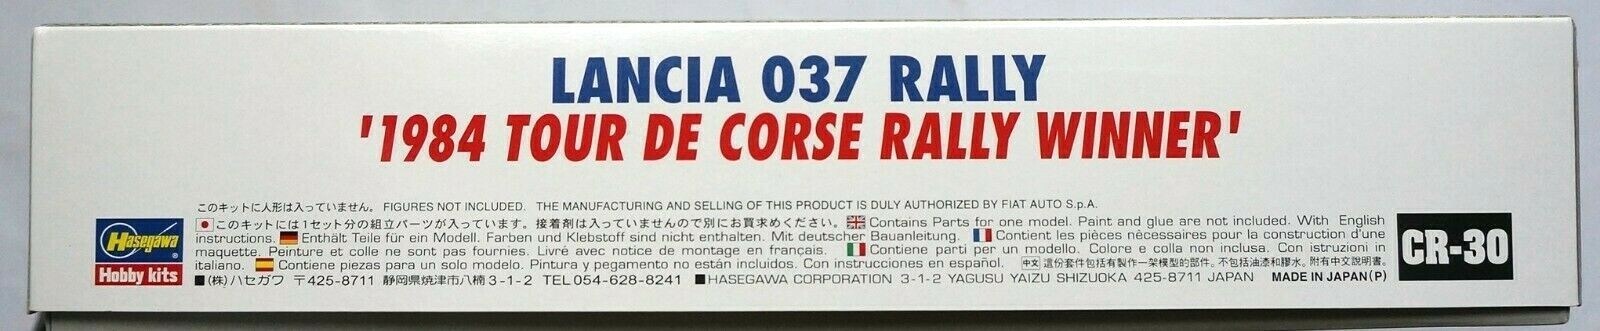 LANCIA 037 RALLY
'1984 TOUR DE CORSE RALLY WINNER'
このキットに人形は入っていません。 FIGURES NOT INCLUDED. THE MANUFACTURING AND SELLING OF THIS PRODUCT IS DULY AUTHORIZED BY FIAT AUTO S.p.A.
このキットには1セット分の組立パーツが入っています。接着剤は入っていませんので別にお買求めください。 Contains Parts for one model. Paint and glue are not included. With English
instructions. Enthält Teile für ein Modell. Farben und Klebstoff sind nicht enthalten. Mit deutscher Bauanleitung. Contient les pièces nécessaires pour la construction d'une
maquette. Peinture et colle ne sont pas fournies. Livré avec notice de montage en français. Contiene parti per un modello. Colore e colla non inclusa. Con istruzioni in
italiano. Contiene piezas para un solo modelo. Pintura y pegamento no están incluidos. Con instrucciones en español. 中文 這份套件包括有製作一架模型的部件。不包括油漆和膠水。附有中文說明書。
■(株)ハセガワ 〒425-8711 静岡県焼津市八楠3-1-2 TEL 054-628-8241 ■HASEGAWA CORPORATION 3-1-2 YAGUSU YAIZU SHIZUOKA 425-8711 JAPAN MADE IN JAPAN(P)
Hasegawa
Hobby kits
CR-30